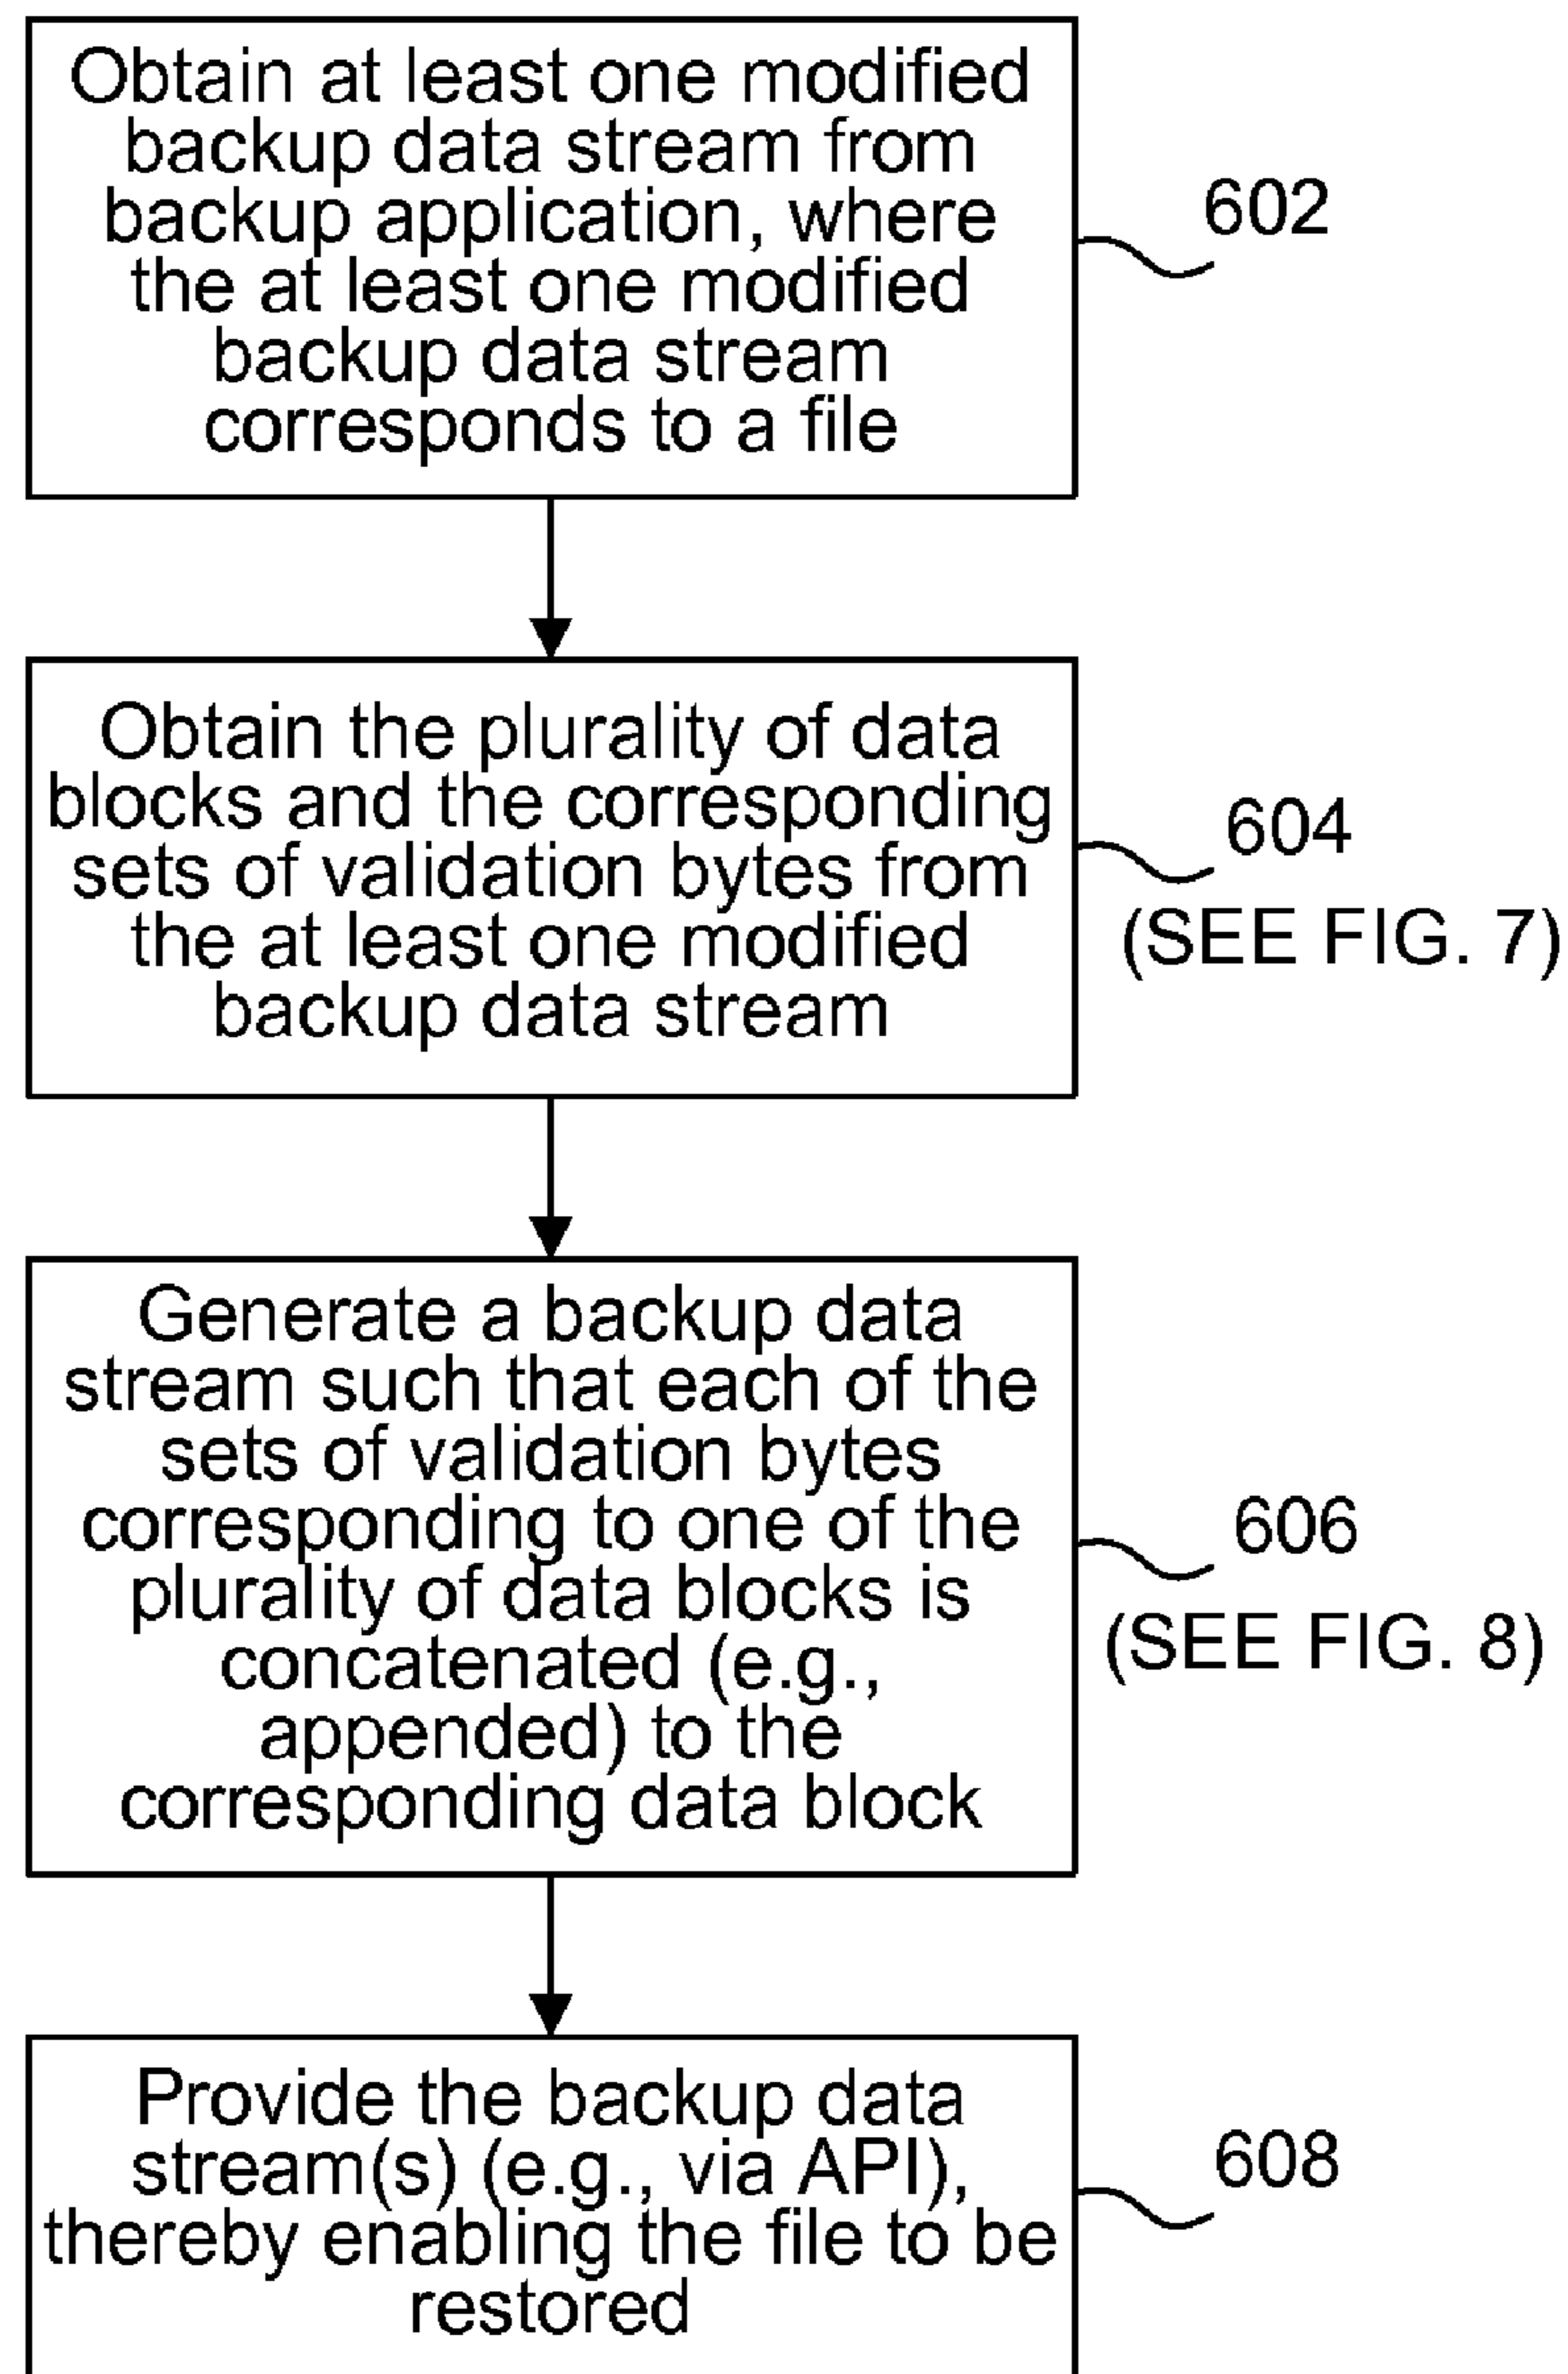 Obtain at least one modified
backup data stream from
backup application, where
the at least one modified
backup data stream
corresponds to a file
602
Obtain the plurality of data
blocks and the corresponding
sets of validation bytes from
the at least one modified
backup data stream
604
(SEE FIG. 7)
Generate a backup data
stream such that each of the
sets of validation bytes
corresponding to one of the
plurality of data blocks is
concatenated (e.g.,
appended) to the
corresponding data block
606
(SEE FIG. 8)
Provide the backup data
stream(s) (e.g., via API),
thereby enabling the file to be
restored
608